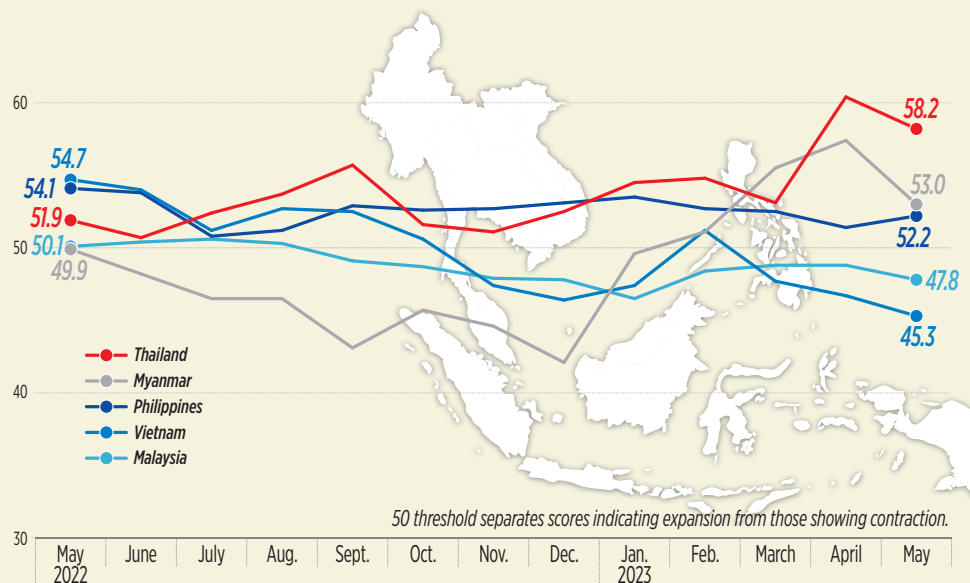 60
58.2
54.7
54.1
53.0
51.9
50
52.2
50.1
49.9
47.8
45.3
Thailand
Myanmar
40
Philippines
Vietnam
Malaysia
50 threshold separates scores indicating expansion from those showing contraction.
30
May June July Aug. Sept. Oct. Nov. Dec. Jan. Feb. March April May
2022 2023